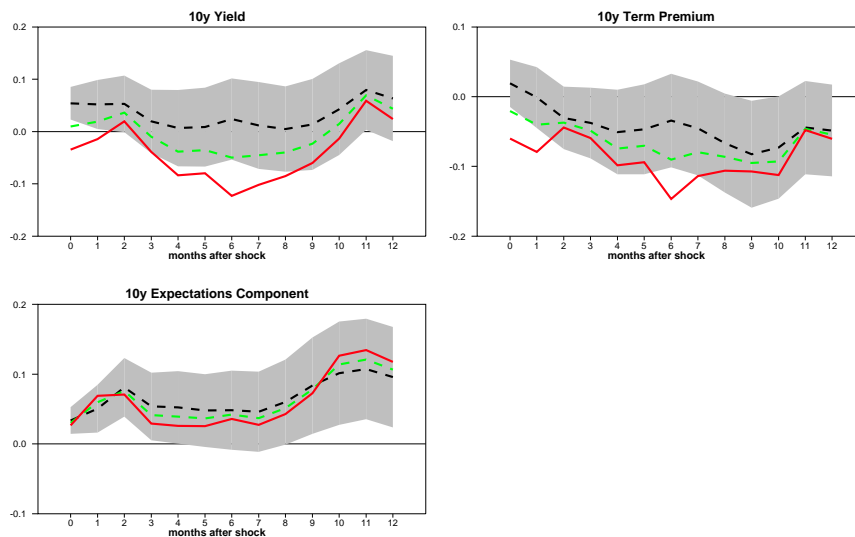 10y Yield
0.2
0.1
0.0
-0.1
-0.2
0 1 2 3 4 5 6 7 8 9 10 11 12
months after shock
10y Term Premium
0.1
0.0
-0.1
-0.2
0 1 2 3 4 5 6 7 8 9 10 11 12
months after shock
10y Expectations Component
0.2
0.1
0.0
-0.1
0 1 2 3 4 5 6 7 8 9 10 11 12
months after shock